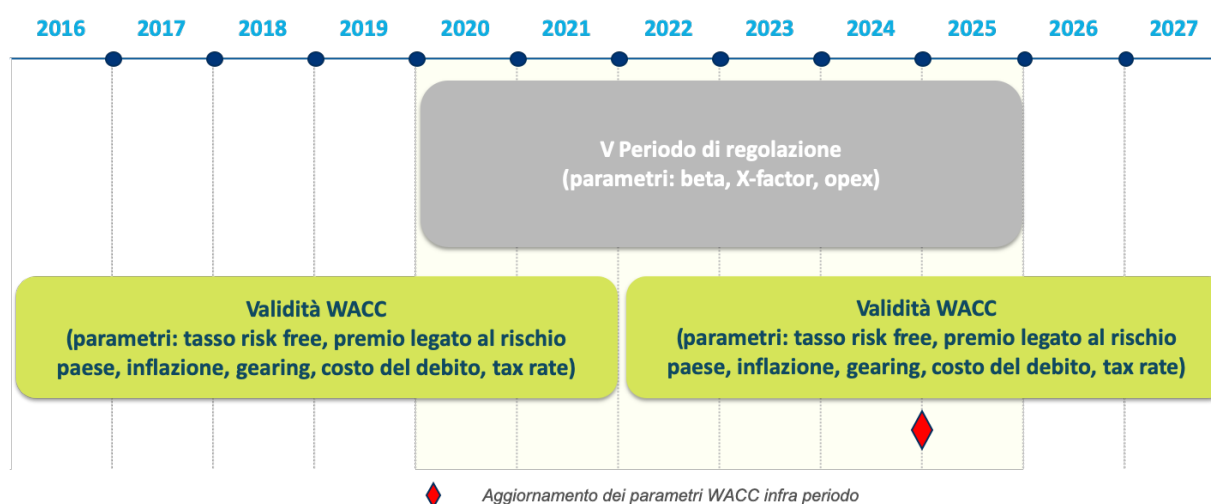 2016 2017 2018 2019 2020 2021 2022 2023 2024 2025 2026 2027
V Periodo di regolazione
(parametri: beta, X-factor, opex)
Validità WACC
(parametri: tasso risk free, premio legato al rischio
paese, inflazione, gearing, costo del debito, tax rate)
Validità WACC
(parametri: tasso risk free, premio legato al rischio
paese, inflazione, gearing, costo del debito, tax rate)
Aggiornamento dei parametri WACC infra periodo